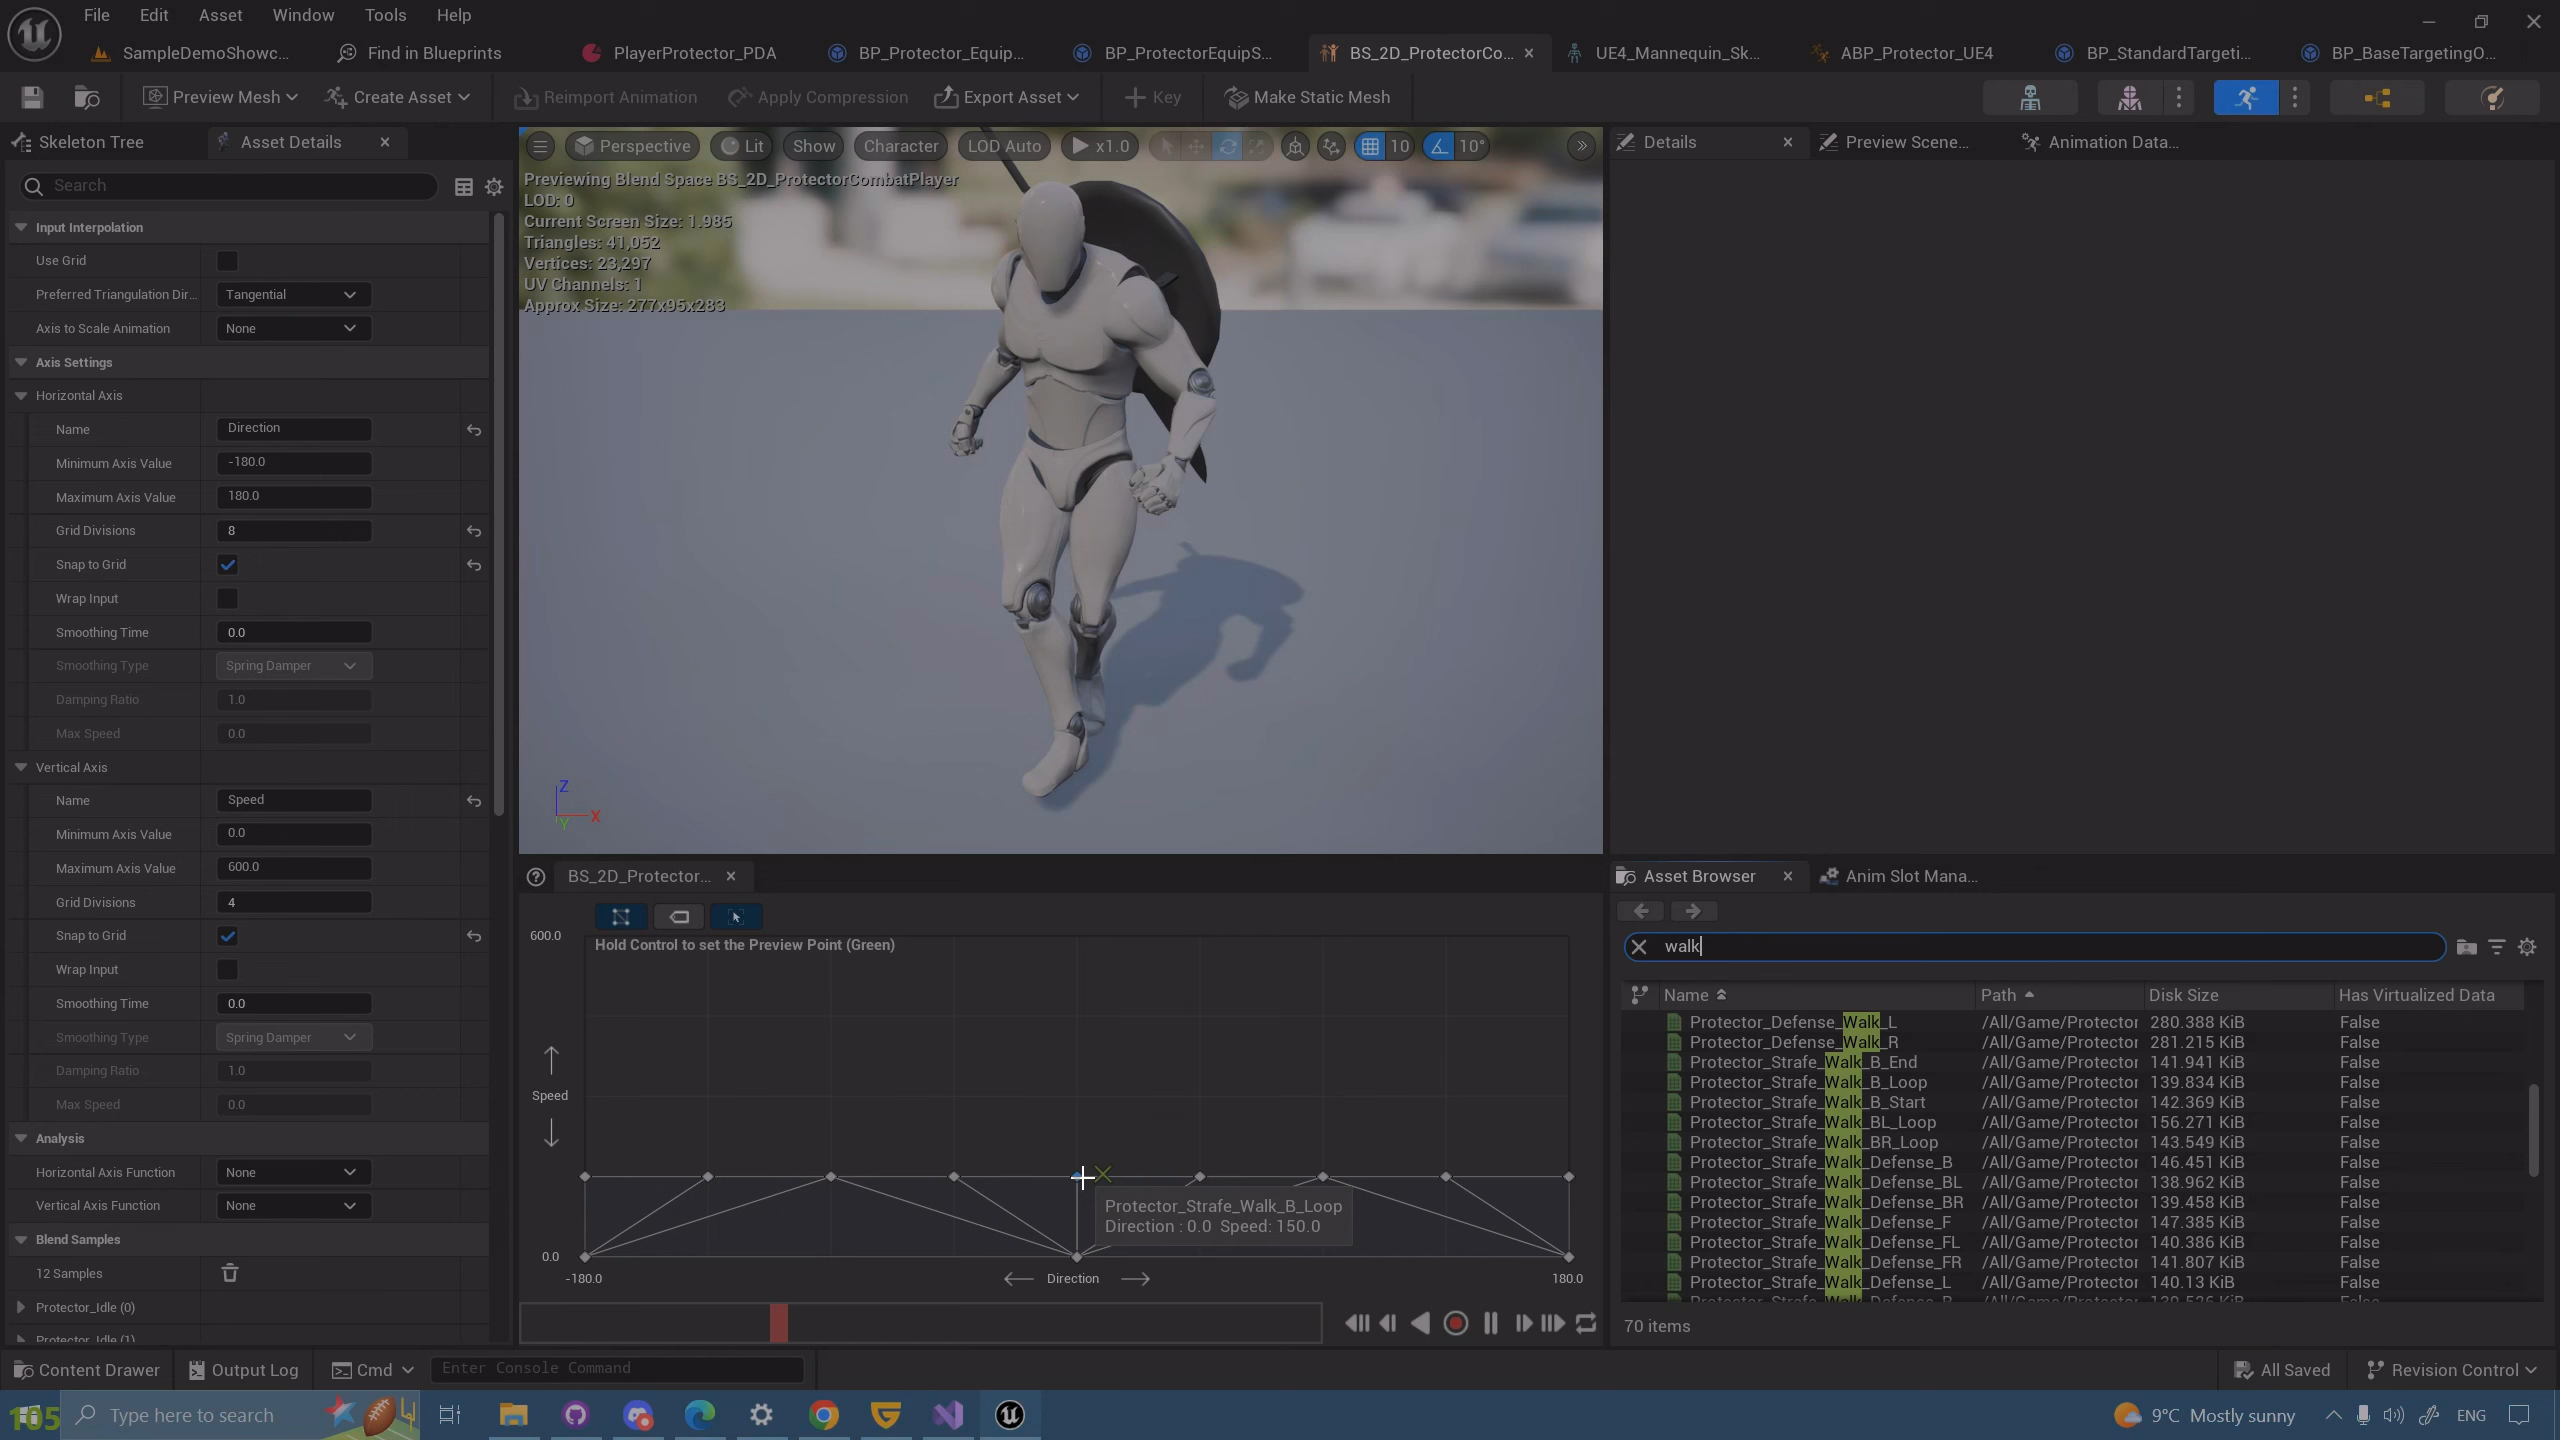 File Edit Asset Window Tools Help
SampleDemoShowc... Find in Blueprints PlayerProtector_PDA BP_Protector_Equip... BP_ProtectorEquipS... BS_2D_ProtectorCo... UE4_Mannequin_Sk... ABP_Protector_UE4 BP_StandardTargeti... BP_BaseTargetingO...
Preview Mesh Create Asset Reimport Animation Apply Compression Export Asset Key Make Static Mesh
Skeleton Tree Asset Details
Search
Input Interpolation
Use Grid
Preferred Triangulation Dir... Tangential
Axis to Scale Animation None
Axis Settings
Horizontal Axis
Name Direction
Minimum Axis Value -180.0
Maximum Axis Value 180.0
Grid Divisions 8
Snap to Grid
Wrap Input
Smoothing Time 0.0
Smoothing Type Spring Damper
Damping Ratio 1.0
Max Speed 0.0
Vertical Axis
Name Speed
Minimum Axis Value 0.0
Maximum Axis Value 600.0
Grid Divisions 4
Snap to Grid
Wrap Input
Smoothing Time 0.0
Smoothing Type Spring Damper
Damping Ratio 1.0
Max Speed 0.0
Analysis
Horizontal Axis Function None
Vertical Axis Function None
Blend Samples
12 Samples
Protector_Idle (0)
Protector_Idle (1)
Perspective Lit Show Character LOD Auto x1.0 10 10°
Previewing Blend Space BS_2D_ProtectorCombatPlayer
LOD: 0
Current Screen Size: 1.985
Triangles: 41,052
Vertices: 23,297
UV Channels: 1
Approx Size: 277x95x283
Z
X
Y
BS_2D_Protector...
600.0
Hold Control to set the Preview Point (Green)
Speed
Protector_Strafe_Walk_B_Loop
Direction : 0.0 Speed: 150.0
0.0
-180.0 Direction 180.0
Details Preview Scene... Animation Data...
Asset Browser Anim Slot Mana...
walk
Name Path Disk Size Has Virtualized Data
Protector_Defense_Walk_L /All/Game/Protector 280.388 KiB False
Protector_Defense_Walk_R /All/Game/Protector 281.215 KiB False
Protector_Strafe_Walk_B_End /All/Game/Protector 141.941 KiB False
Protector_Strafe_Walk_B_Loop /All/Game/Protector 139.834 KiB False
Protector_Strafe_Walk_B_Start /All/Game/Protector 142.369 KiB False
Protector_Strafe_Walk_BL_Loop /All/Game/Protector 156.271 KiB False
Protector_Strafe_Walk_BR_Loop /All/Game/Protector 143.549 KiB False
Protector_Strafe_Walk_Defense_B /All/Game/Protector 146.451 KiB False
Protector_Strafe_Walk_Defense_BL /All/Game/Protector 138.962 KiB False
Protector_Strafe_Walk_Defense_BR /All/Game/Protector 139.458 KiB False
Protector_Strafe_Walk_Defense_F /All/Game/Protector 147.385 KiB False
Protector_Strafe_Walk_Defense_FL /All/Game/Protector 140.386 KiB False
Protector_Strafe_Walk_Defense_FR /All/Game/Protector 141.807 KiB False
Protector_Strafe_Walk_Defense_L /All/Game/Protector 140.13 KiB False
70 items
Content Drawer Output Log Cmd Enter Console Command All Saved Revision Control
105 Type here to search 9°C Mostly sunny ENG